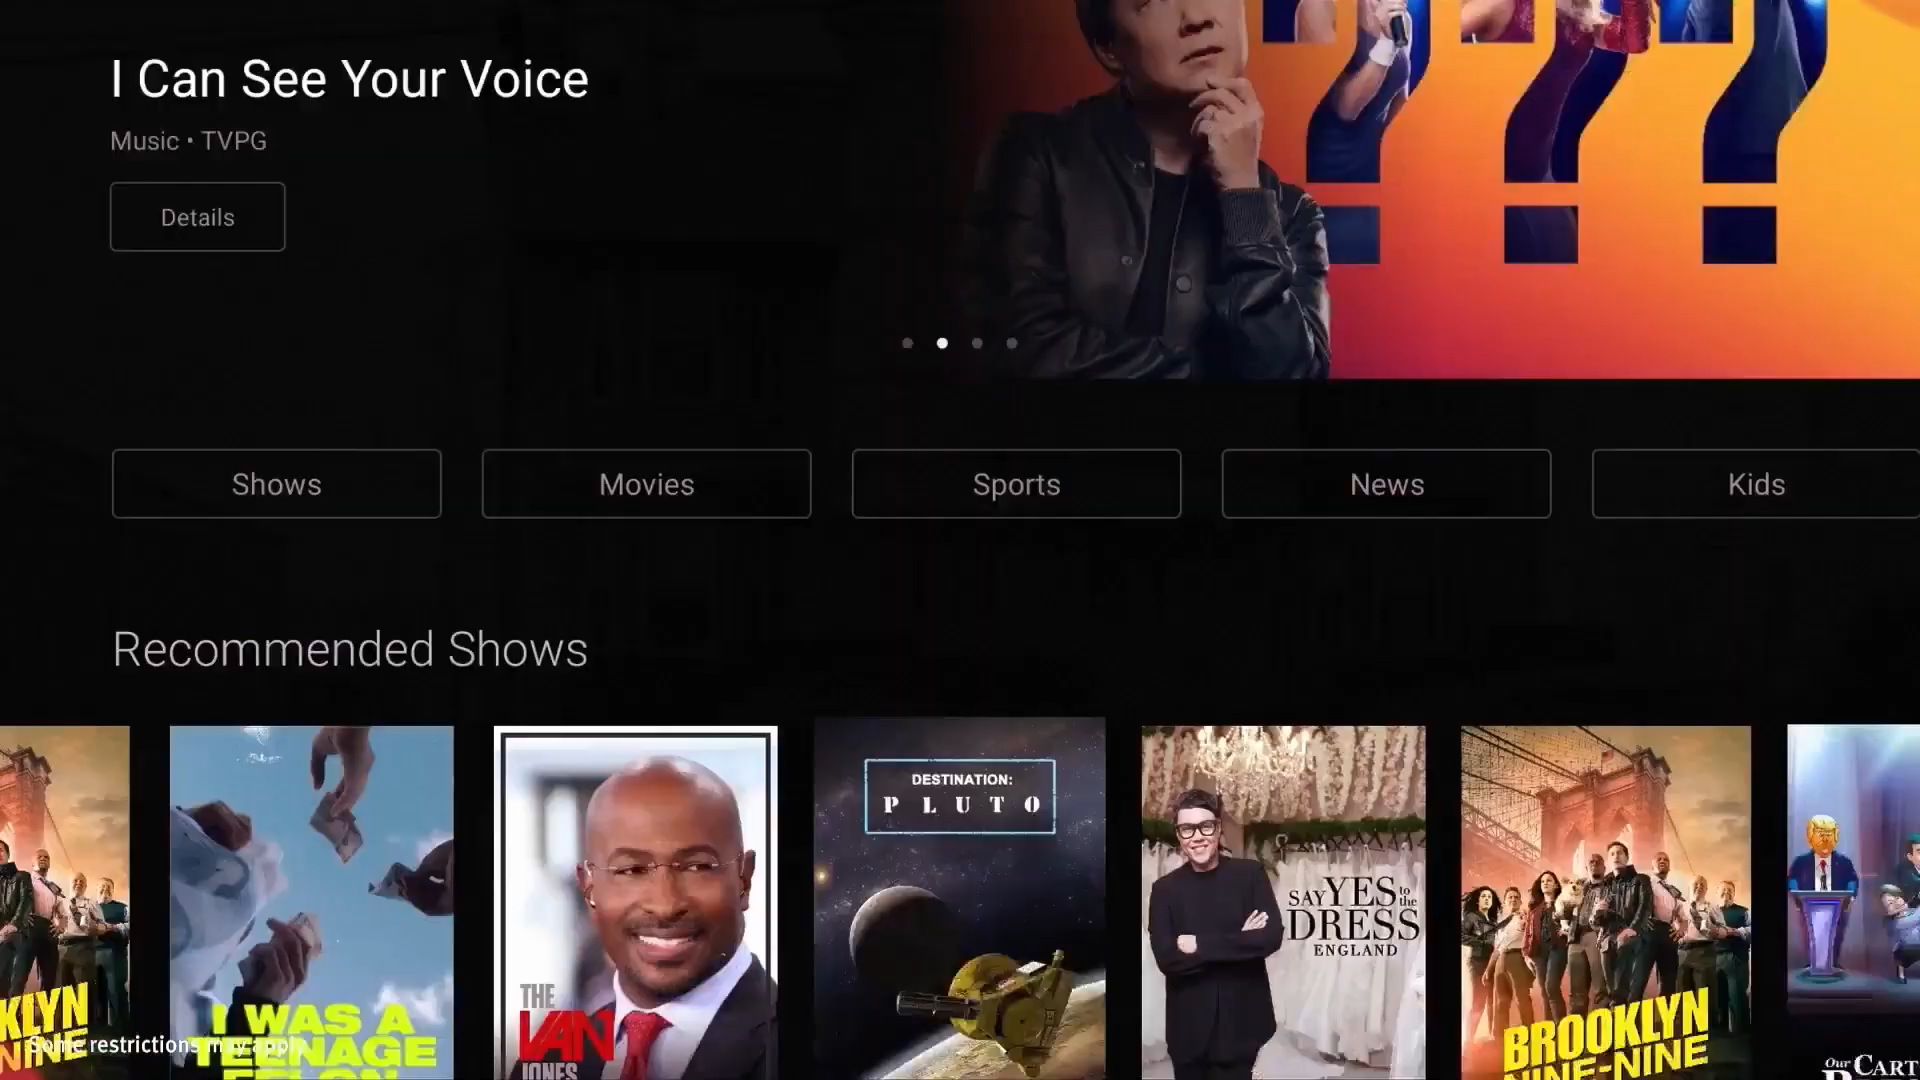 I Can See Your Voice
Music • TVPG
Details
Shows
Movies
Sports
News
Kids
Recommended Shows
KLYN
NINE
I WAS A
TEENAGE
FELON
Some restrictions may apply.
THE
VAN
JONES
DESTINATION:
PLUTO
SAY YES to the
DRESS
ENGLAND
BROOKLYN
NINE-NINE
Our CART